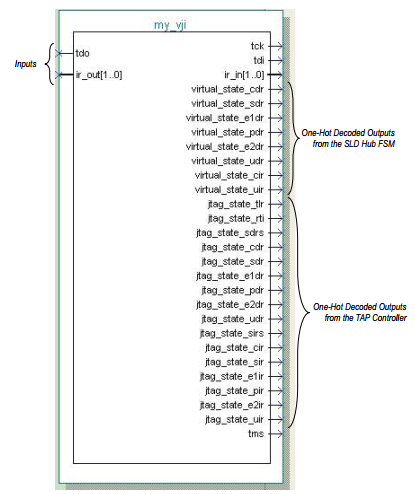 my_vji
Inputs
tdo
ir_out[1..0]
tck
tdi
ir_in[1..0]
virtual_state_cdr
virtual_state_sdr
virtual_state_e1dr
virtual_state_pdr
virtual_state_e2dr
virtual_state_udr
virtual_state_cir
virtual_state_uir
One-Hot Decoded Outputs
from the SLD Hub FSM
jtag_state_tlr
jtag_state_rti
jtag_state_sdrs
jtag_state_cdr
jtag_state_sdr
jtag_state_e1dr
jtag_state_pdr
jtag_state_e2dr
jtag_state_udr
jtag_state_sirs
jtag_state_cir
jtag_state_sir
jtag_state_e1ir
jtag_state_pir
jtag_state_e2ir
jtag_state_uir
One-Hot Decoded Outputs
from the TAP Controller
tms